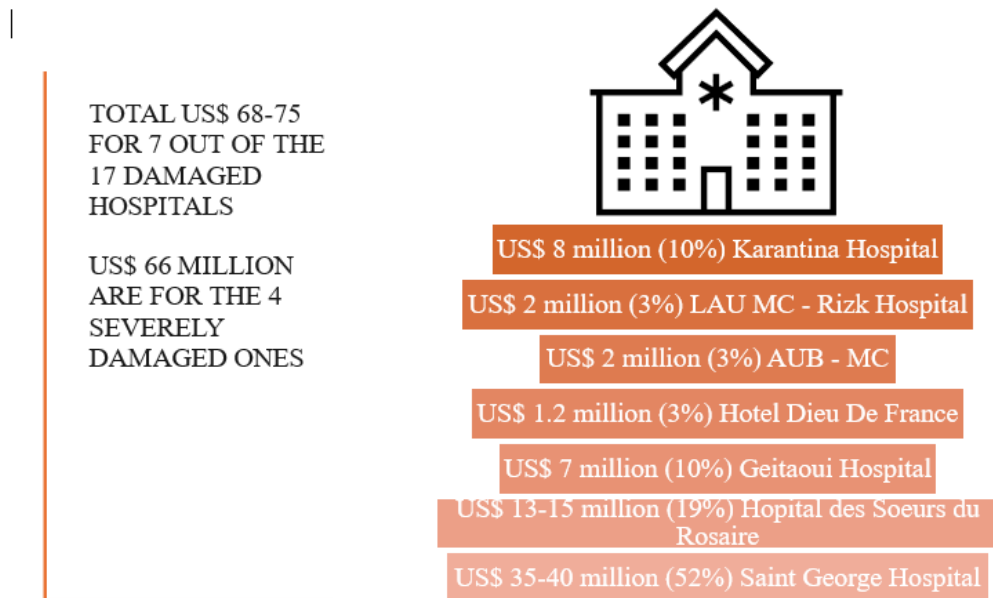 TOTAL US$ 68-75
FOR 7 OUT OF THE
17 DAMAGED
HOSPITALS
US$ 66 MILLION
ARE FOR THE 4
SEVERELY
DAMAGED ONES
US$ 8 million (10%) Karantina Hospital
US$ 2 million (3%) LAU MC - Rizk Hospital
US$ 2 million (3%) AUB - MC
US$ 1.2 million (3%) Hotel Dieu De France
US$ 7 million (10%) Geitaoui Hospital
US$ 13-15 million (19%) Hopital des Soeurs du
Rosaire
US$ 35-40 million (52%) Saint George Hospital